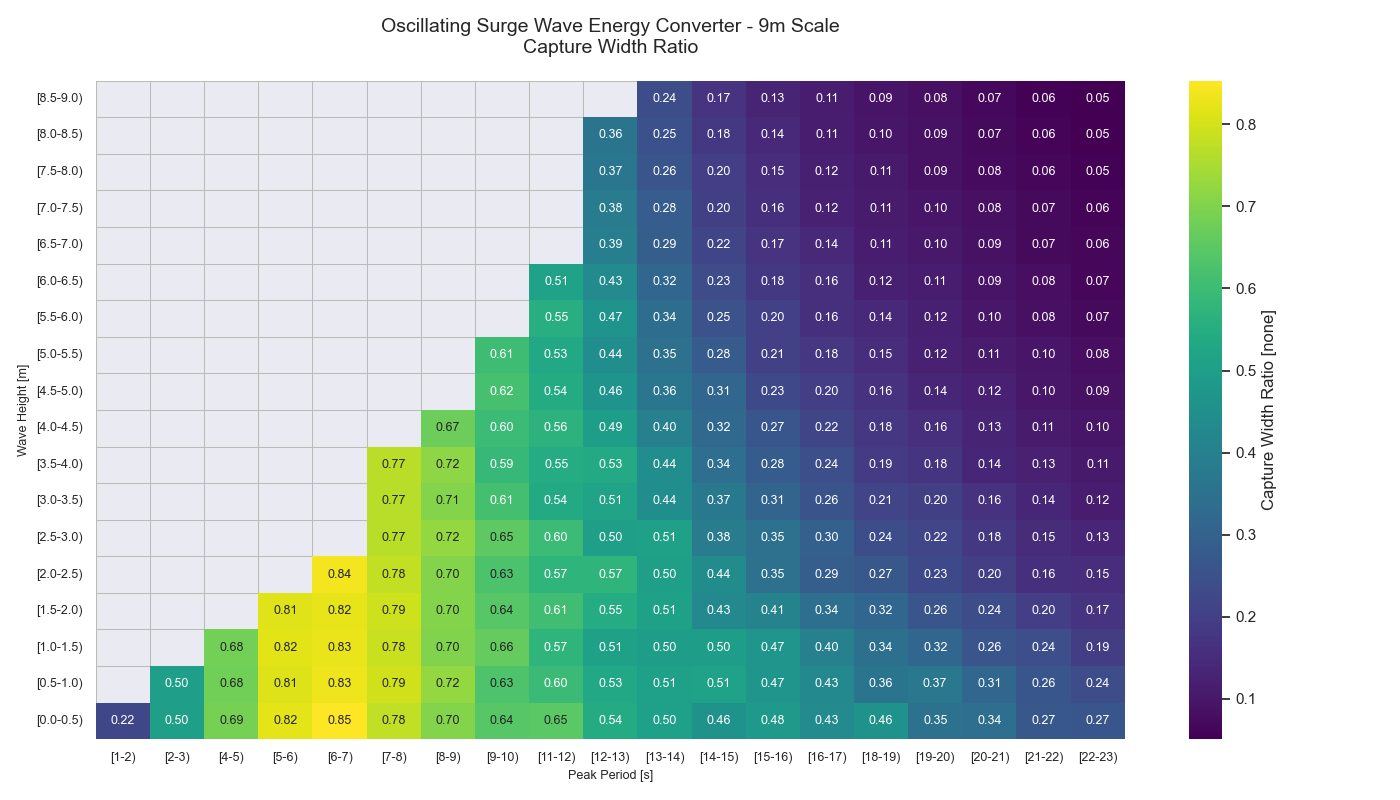 Oscillating Surge Wave Energy Converter - 9m Scale
Capture Width Ratio
[8.5-9.0) 0.24 0.17 0.13 0.11 0.09 0.08 0.07 0.06 0.05
[8.0-8.5) 0.36 0.25 0.18 0.14 0.11 0.10 0.09 0.07 0.06 0.05
[7.5-8.0) 0.37 0.26 0.20 0.15 0.12 0.11 0.09 0.08 0.06 0.05
[7.0-7.5) 0.38 0.28 0.20 0.16 0.12 0.11 0.10 0.08 0.07 0.06
[6.5-7.0) 0.39 0.29 0.22 0.17 0.14 0.11 0.10 0.09 0.07 0.06
[6.0-6.5) 0.51 0.43 0.32 0.23 0.18 0.16 0.12 0.11 0.09 0.08 0.07
[5.5-6.0) 0.55 0.47 0.34 0.25 0.20 0.16 0.14 0.12 0.10 0.08 0.07
[5.0-5.5) 0.61 0.53 0.44 0.35 0.28 0.21 0.18 0.15 0.12 0.11 0.10 0.08
[4.5-5.0) 0.62 0.54 0.46 0.36 0.31 0.23 0.20 0.16 0.14 0.12 0.10 0.09
[4.0-4.5) 0.67 0.60 0.56 0.49 0.40 0.32 0.27 0.22 0.18 0.16 0.13 0.11 0.10
[3.5-4.0) 0.77 0.72 0.59 0.55 0.53 0.44 0.34 0.28 0.24 0.19 0.18 0.14 0.13 0.11
[3.0-3.5) 0.77 0.71 0.61 0.54 0.51 0.44 0.37 0.31 0.26 0.21 0.20 0.16 0.14 0.12
[2.5-3.0) 0.77 0.72 0.65 0.60 0.50 0.51 0.38 0.35 0.30 0.24 0.22 0.18 0.15 0.13
[2.0-2.5) 0.84 0.78 0.70 0.63 0.57 0.57 0.50 0.44 0.35 0.29 0.27 0.23 0.20 0.16 0.15
[1.5-2.0) 0.81 0.82 0.79 0.70 0.64 0.61 0.55 0.51 0.43 0.41 0.34 0.32 0.26 0.24 0.20 0.17
[1.0-1.5) 0.68 0.82 0.83 0.78 0.70 0.66 0.57 0.51 0.50 0.50 0.47 0.40 0.34 0.32 0.26 0.24 0.19
[0.5-1.0) 0.50 0.68 0.81 0.83 0.79 0.72 0.63 0.60 0.53 0.51 0.51 0.47 0.43 0.36 0.37 0.31 0.26 0.24
[0.0-0.5) 0.22 0.50 0.69 0.82 0.85 0.78 0.70 0.64 0.65 0.54 0.50 0.46 0.48 0.43 0.46 0.35 0.34 0.27 0.27
[1-2) [2-3) [4-5) [5-6) [6-7) [7-8) [8-9) [9-10) [11-12) [12-13) [13-14) [14-15) [15-16) [16-17) [18-19) [19-20) [20-21) [21-22) [22-23)
Peak Period [s]
Wave Height [m]
0.8
0.7
0.6
0.5
0.4
0.3
0.2
0.1
Capture Width Ratio [none]